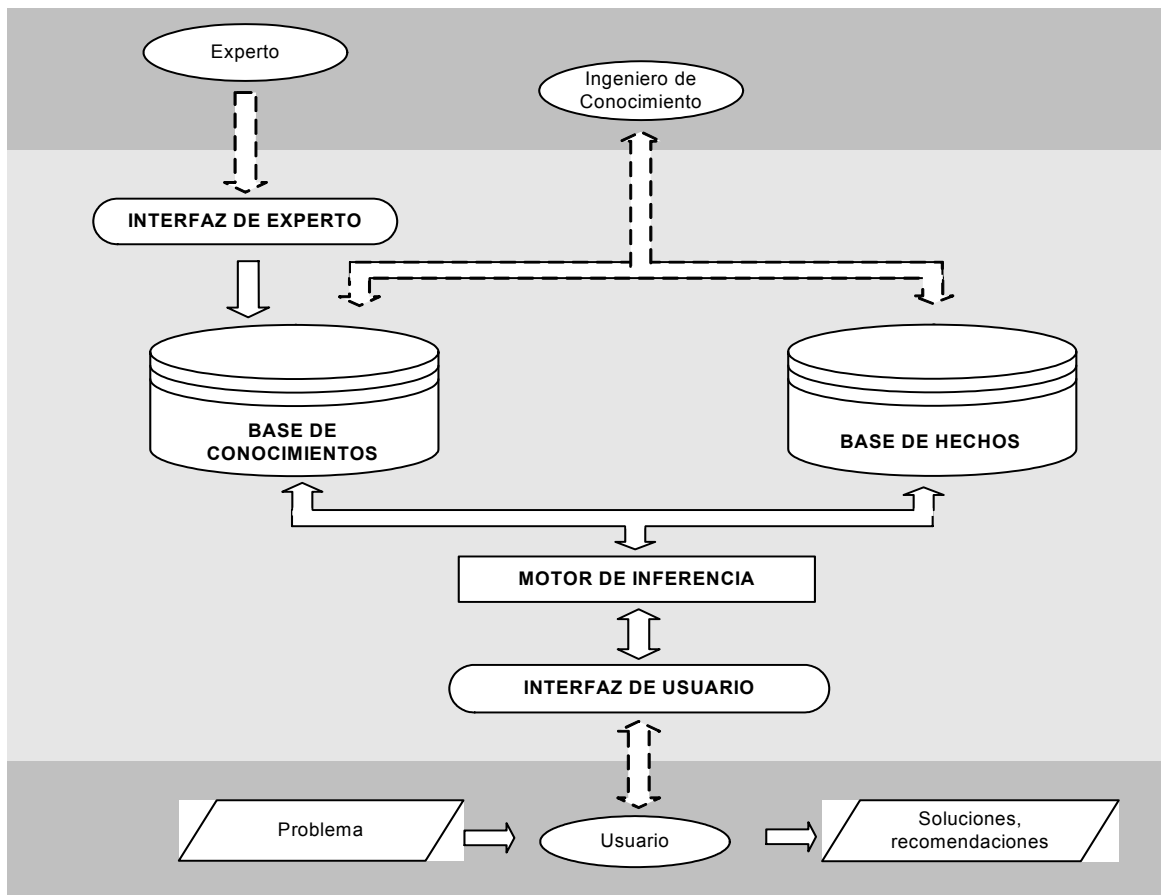 Experto
Ingeniero de
Conocimiento
INTERFAZ DE EXPERTO
BASE DE
CONOCIMIENTOS
BASE DE HECHOS
MOTOR DE INFERENCIA
INTERFAZ DE USUARIO
Problema
Usuario
Soluciones,
recomendaciones